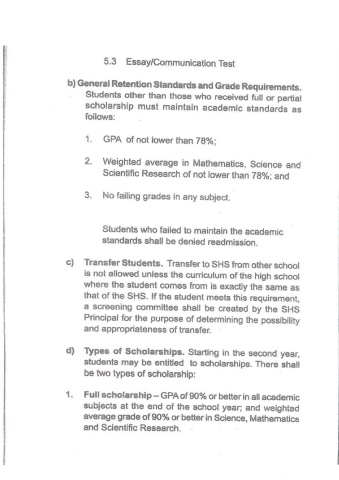 5.3 Essay/Communication Test
b) General Retention Standards and Grade Requirements.
Students other than those who received full or partial
scholarship must maintain academic standards as
follows:
1. GPA of not lower than 78%;
2. Weighted average in Mathematics, Science and
Scientific Research of not lower than 78%; and
3. No failing grades in any subject.
Students who failed to maintain the academic
standards shall be denied readmission.
c) Transfer Students. Transfer to SHS from other school
is not allowed unless the curriculum of the high school
where the student comes from is exactly the same as
that of the SHS. If the student meets this requirement,
a screening committee shall be created by the SHS
Principal for the purpose of determining the possibility
and appropriateness of transfer.
d) Types of Scholarships. Starting in the second year,
students may be entitled to scholarships. There shall
be two types of scholarship:
1. Full scholarship – GPA of 90% or better in all academic
subjects at the end of the school year; and weighted
average grade of 90% or better in Science, Mathematics
and Scientific Research.